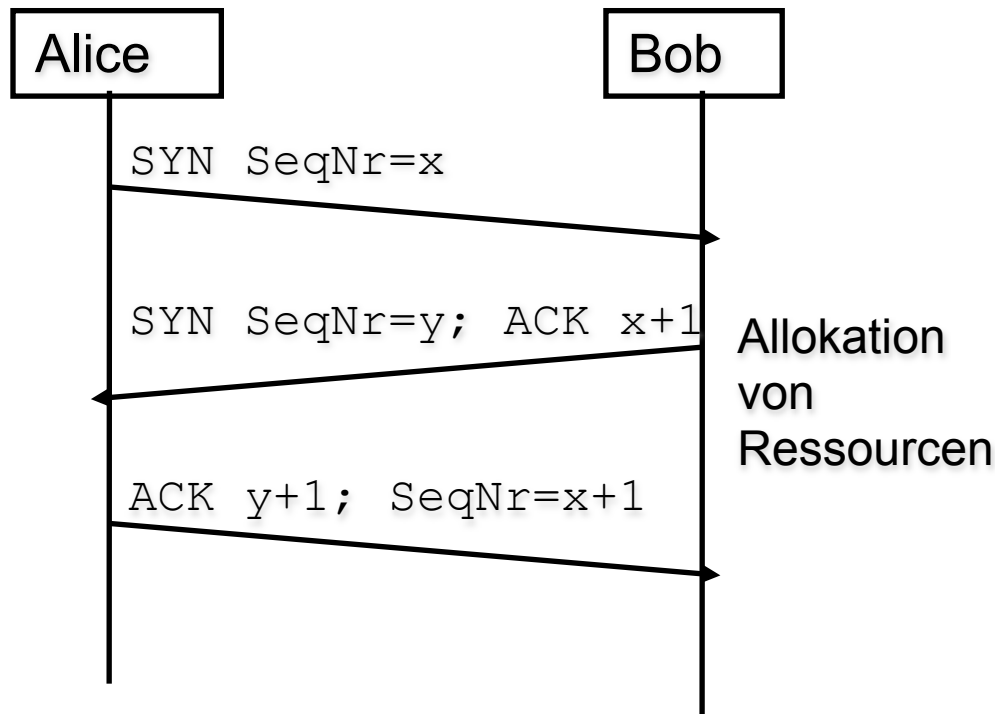 Alice
Bob
SYN SeqNr=x
SYN SeqNr=y; ACK x+1
Allokation
von
Ressourcen
ACK y+1; SeqNr=x+1